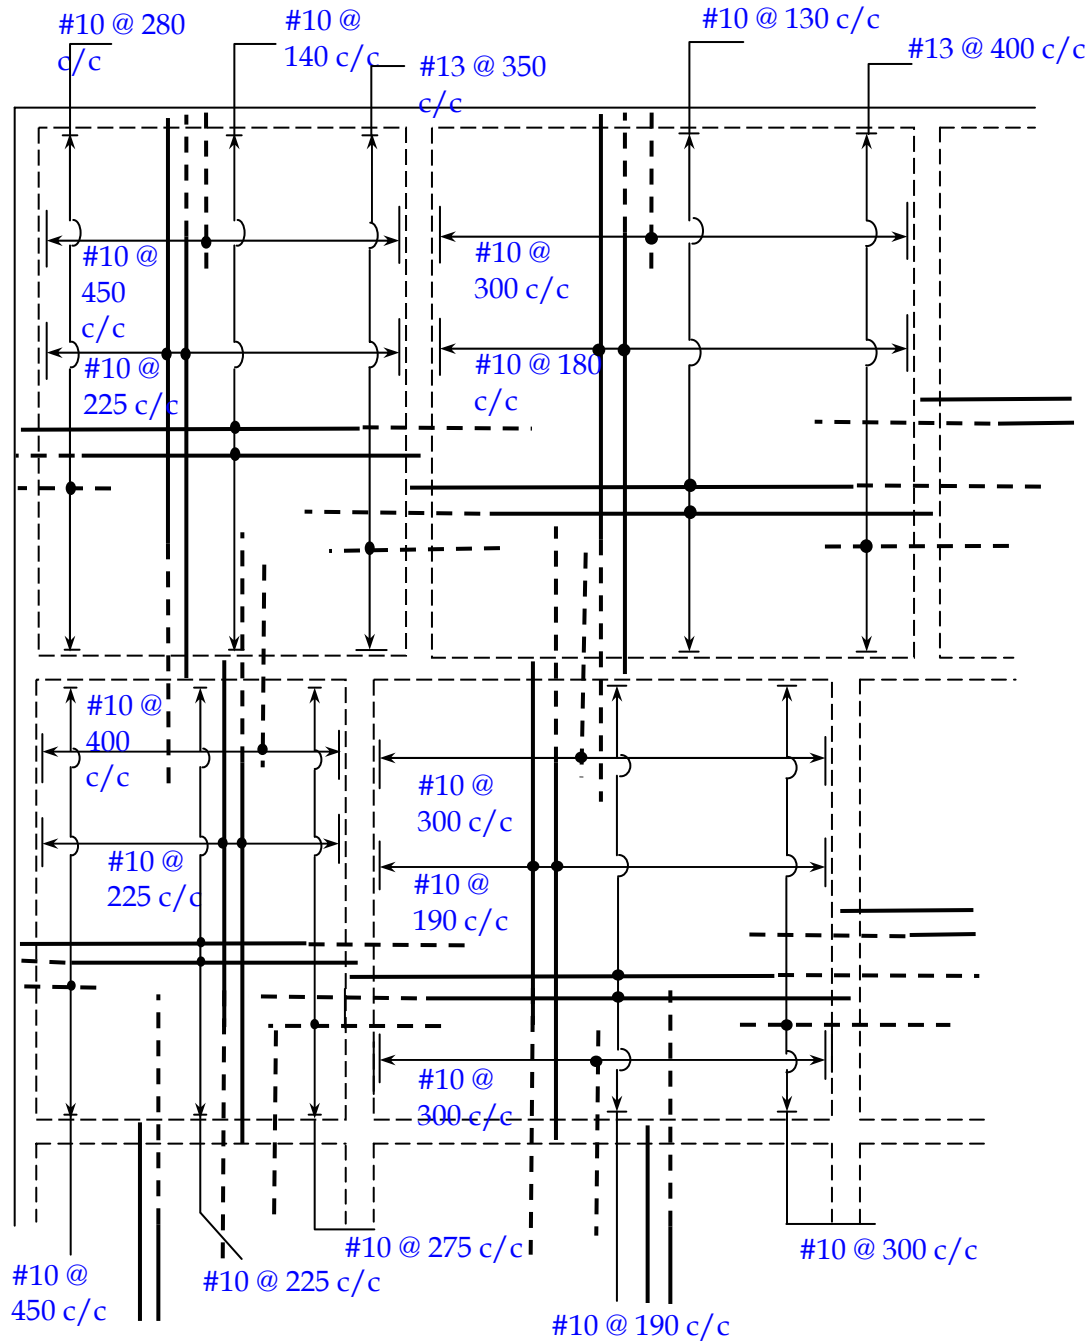 #10 @ 280
c/c
#10 @
140 c/c
#13 @ 350
c/c
#10 @ 130 c/c
#13 @ 400 c/c
#10 @
450
c/c
#10 @
300 c/c
#10 @
225 c/c
#10 @ 180
c/c
#10 @
400
c/c
#10 @
300 c/c
#10 @
225 c/c
#10 @
190 c/c
#10 @
300 c/c
#10 @
450 c/c
#10 @ 225 c/c
#10 @ 275 c/c
#10 @ 190 c/c
#10 @ 300 c/c